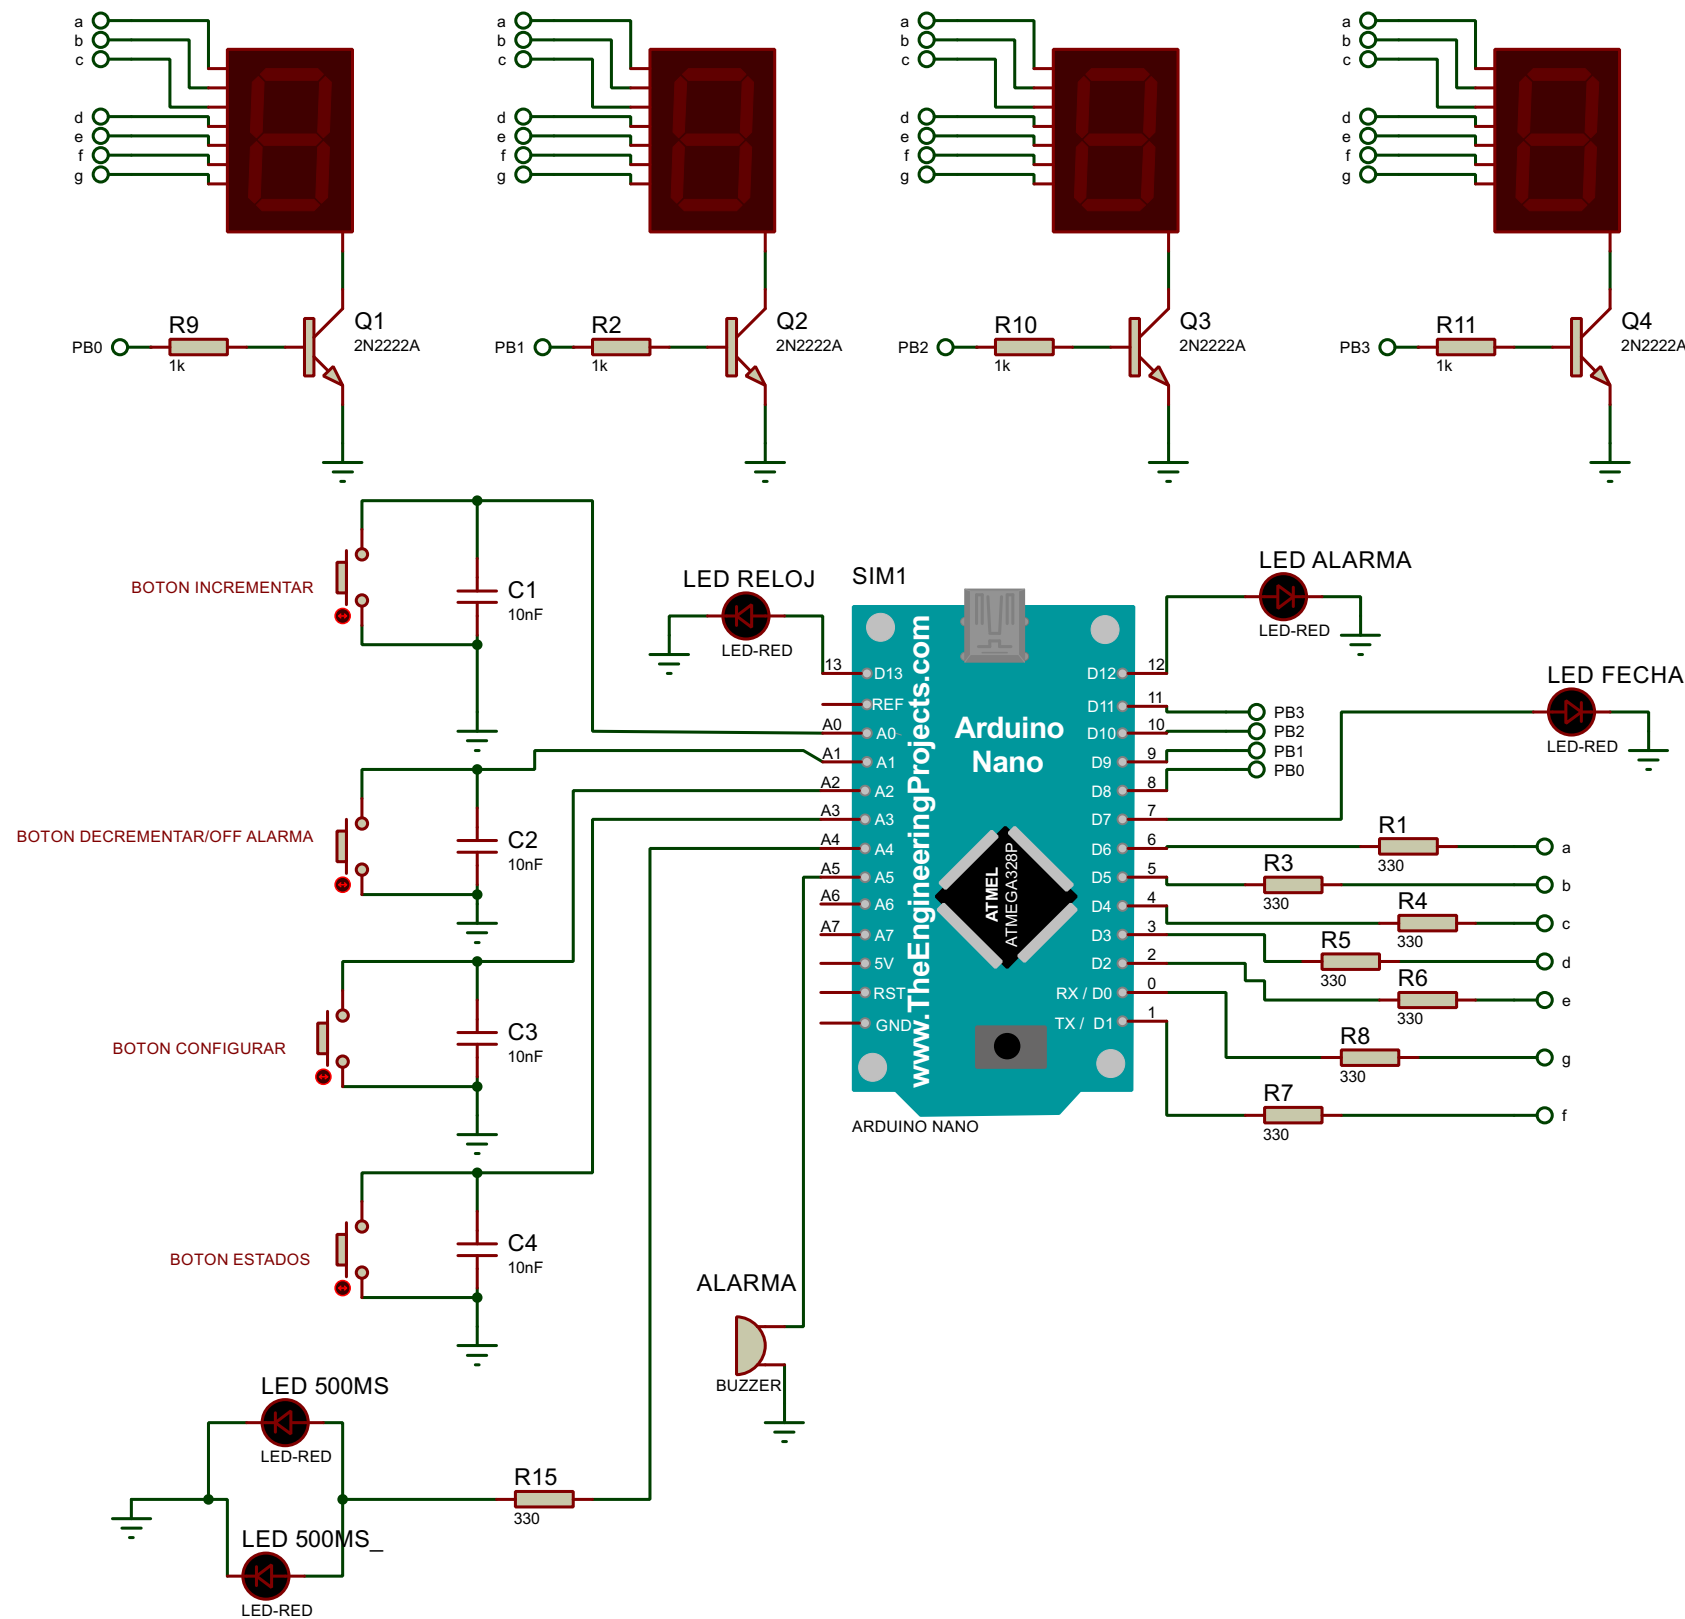 a
b
c
d
e
f
g
a
b
c
d
e
f
g
a
b
c
d
e
f
g
a
b
c
d
e
f
g
PB0
R9
1k
Q1
2N2222A
PB1
R2
1k
Q2
2N2222A
PB2
R10
1k
Q3
2N2222A
PB3
R11
1k
Q4
2N2222A
BOTON INCREMENTAR
C1
10nF
BOTON DECREMENTAR/OFF ALARMA
C2
10nF
BOTON CONFIGURAR
C3
10nF
BOTON ESTADOS
C4
10nF
LED RELOJ
LED-RED
SIM1
13
A0
A1
A2
A3
A4
A5
A6
A7
D13
REF
A0
A1
A2
A3
A4
A5
A6
A7
5V
RST
GND
www.TheEngineeringProjects.com
Arduino
Nano
ATMEL
ATMEGA328P
D12
D11
D10
D9
D8
D7
D6
D5
D4
D3
D2
RX / D0
TX / D1
12
11
10
9
8
7
6
5
4
3
2
0
1
ARDUINO NANO
LED ALARMA
LED-RED
LED FECHA
LED-RED
PB3
PB2
PB1
PB0
R1
330
a
R3
330
b
R4
330
c
R5
330
d
R6
330
e
R8
330
g
R7
330
f
ALARMA
BUZZER
LED 500MS
LED-RED
R15
330
LED 500MS_
LED-RED